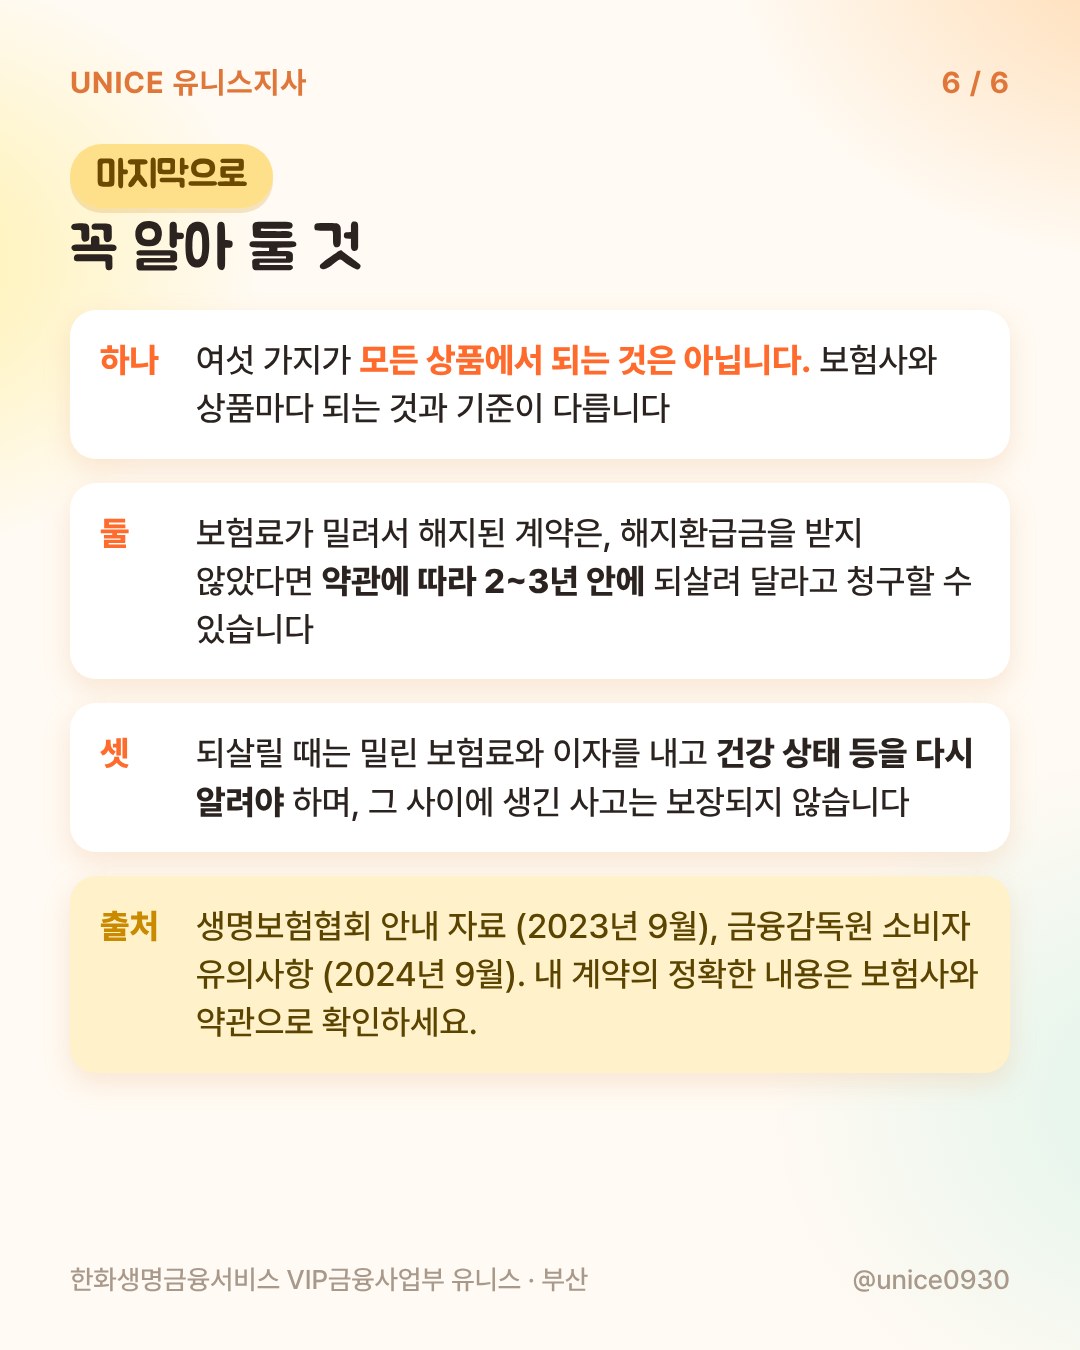 UNICE 유니스지사
6 / 6
마지막으로
꼭 알아 둘 것
하나
여섯 가지가 모든 상품에서 되는 것은 아닙니다. 보험사와
상품마다 되는 것과 기준이 다릅니다
둘
보험료가 밀려서 해지된 계약은, 해지환급금을 받지
않았다면 약관에 따라 2~3년 안에 되살려 달라고 청구할 수
있습니다
셋
되살릴 때는 밀린 보험료와 이자를 내고 건강 상태 등을 다시
알려야 하며, 그 사이에 생긴 사고는 보장되지 않습니다
출처
생명보험협회 안내 자료 (2023년 9월), 금융감독원 소비자
유의사항 (2024년 9월). 내 계약의 정확한 내용은 보험사와
약관으로 확인하세요.
한화생명금융서비스 VIP금융사업부 유니스 · 부산
@unice0930